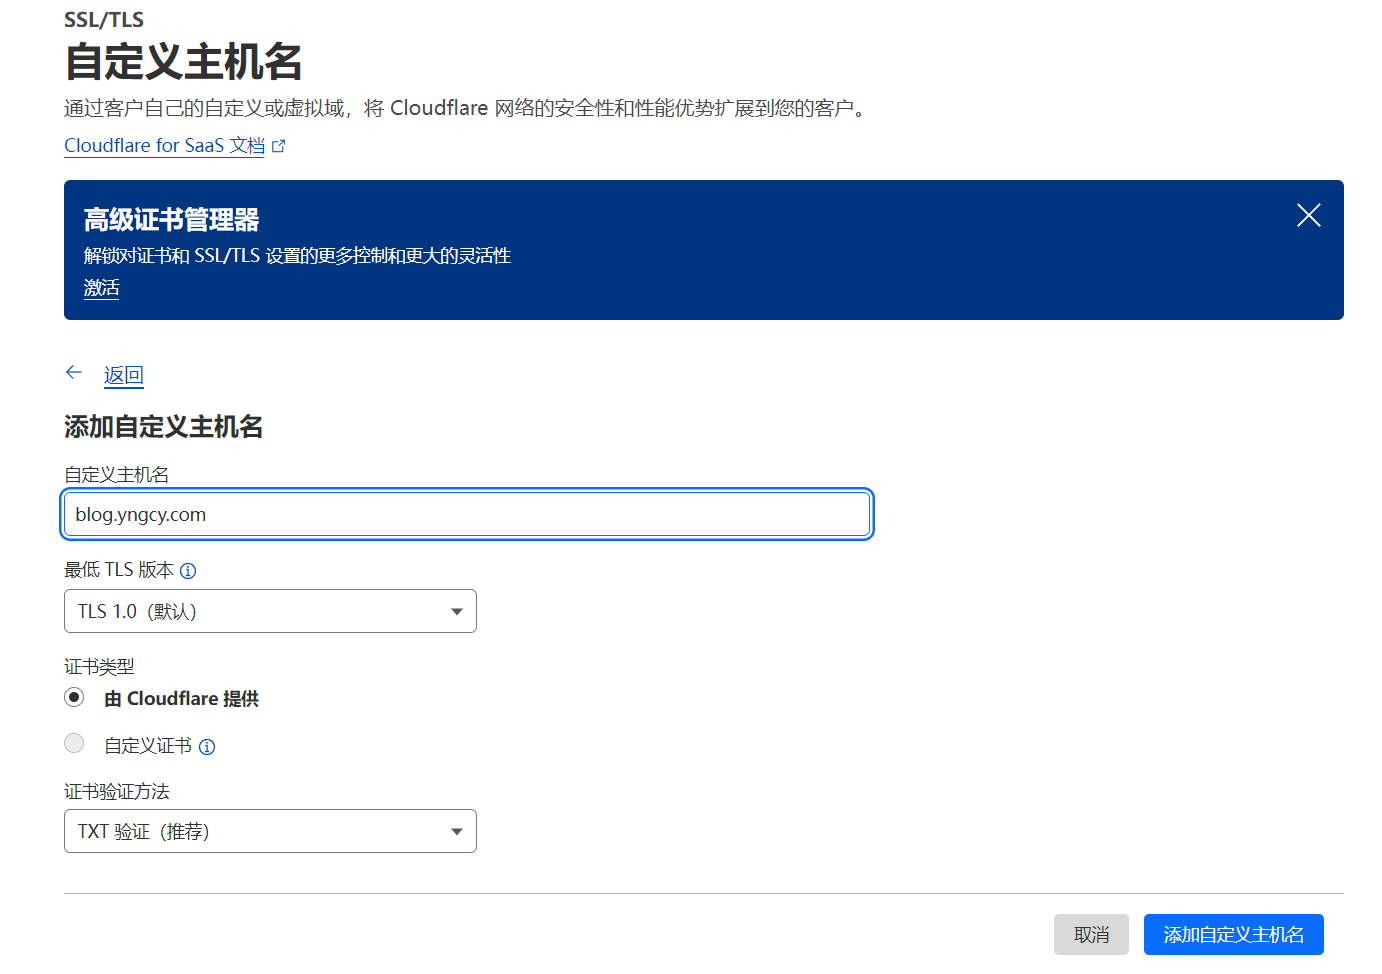 SSL/TLS
自定义主机名
通过客户自己的自定义或虚拟域，将 Cloudflare 网络的安全性和性能优势扩展到您的客户。
Cloudflare for SaaS 文档
高级证书管理器
解锁对证书和 SSL/TLS 设置的更多控制和更大的灵活性
激活
返回
添加自定义主机名
自定义主机名
blog.yngcy.com
最低 TLS 版本
TLS 1.0（默认）
证书类型
由 Cloudflare 提供
自定义证书
证书验证方法
TXT 验证（推荐）
取消 添加自定义主机名